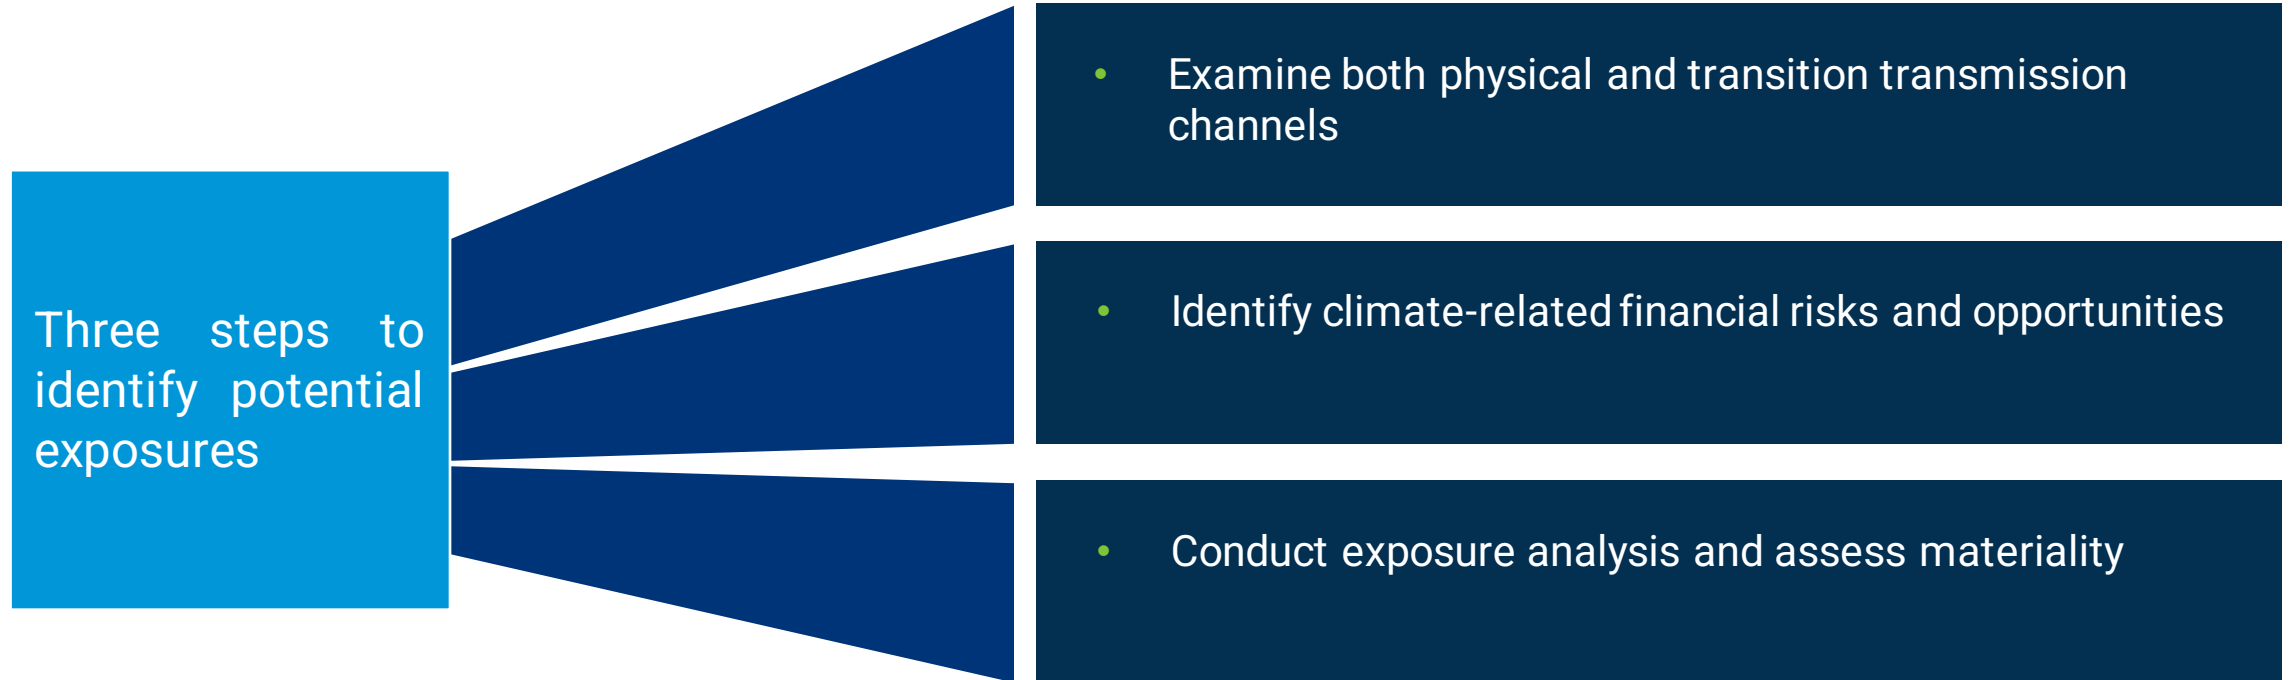 Three steps to
identify potential
exposures
• Examine both physical and transition transmission
channels
• Identify climate-related financial risks and opportunities
• Conduct exposure analysis and assess materiality